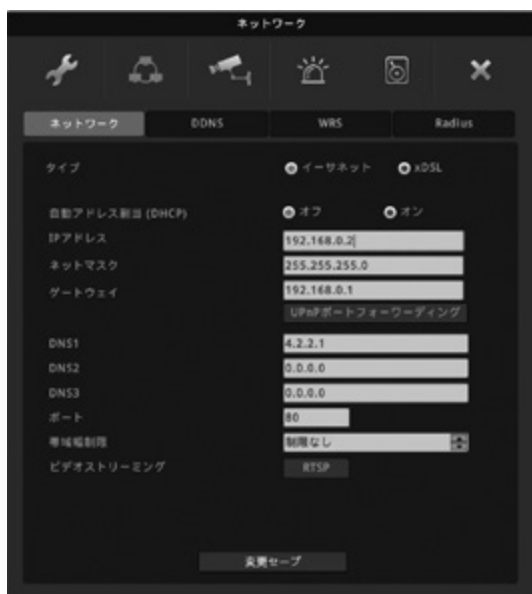 ネットワーク
ネットワーク DDNS WRS Radius
タイプ イーサネット xDSL
自動アドレス割当 (DHCP) オフ オン
IPアドレス 192.168.0.2
ネットマスク 255.255.255.0
ゲートウェイ 192.168.0.1
UPnPポートフォーワーディング
DNS1 4.2.2.1
DNS2 0.0.0.0
DNS3 0.0.0.0
ポート 80
帯域幅制限 制限なし
ビデオストリーミング RTSP
変更セーブ